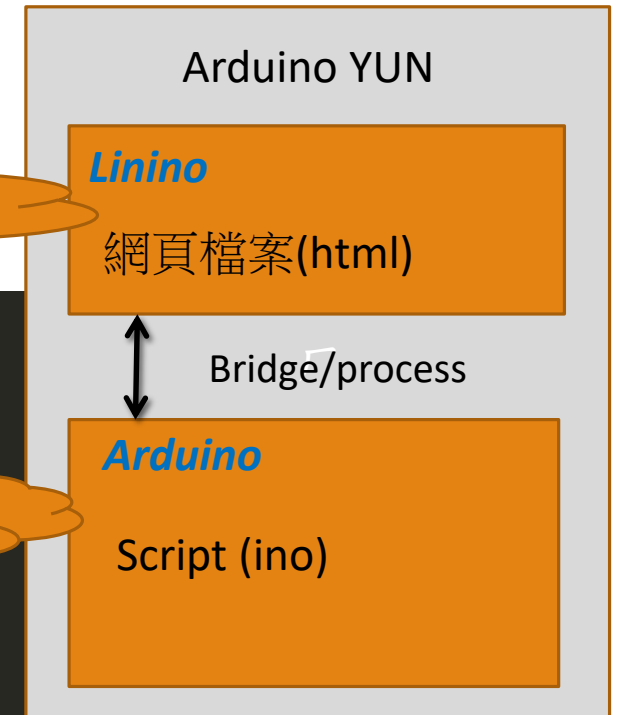 Arduino YUN
Linino
網頁檔案(html)
Bridge/process
Arduino
Script (ino)